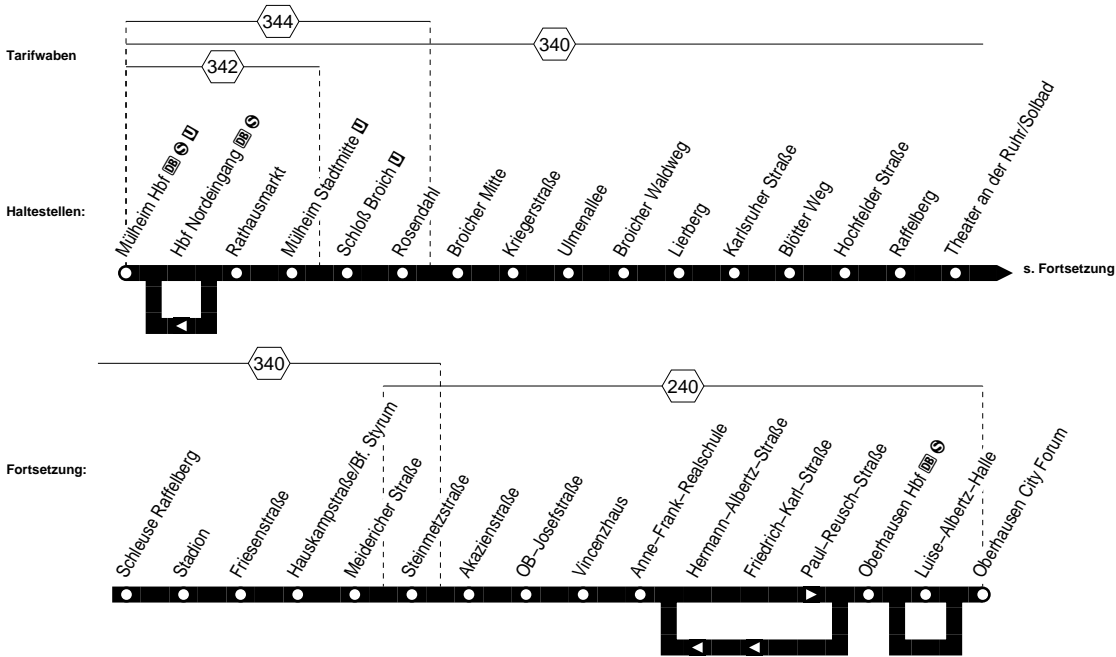 344
340
Tarifwaben
342
Mülheim Hbf DB S U
Hbf Nordeingang DB S
Rathausmarkt
Mülheim Stadtmitte U
Schloß Broich U
Rosendahl
Broicher Mitte
Kriegerstraße
Ulmenallee
Broicher Waldweg
Lierberg
Karlsruher Straße
Blötter Weg
Hochfelder Straße
Raffelberg
Theater an der Ruhr/Solbad
Haltestellen:
s. Fortsetzung
340
240
Fortsetzung:
Schleuse Raffelberg
Stadion
Friesenstraße
Hauskampstraße/Bf. Styrum
Meidericher Straße
Steinmetzstraße
Akazienstraße
OB-Josefstraße
Vincenzhaus
Anne-Frank-Realschule
Hermann-Albertz-Straße
Friedrich-Karl-Straße
Paul-Reusch-Straße
Oberhausen Hbf DB S
Luise-Albertz-Halle
Oberhausen City Forum